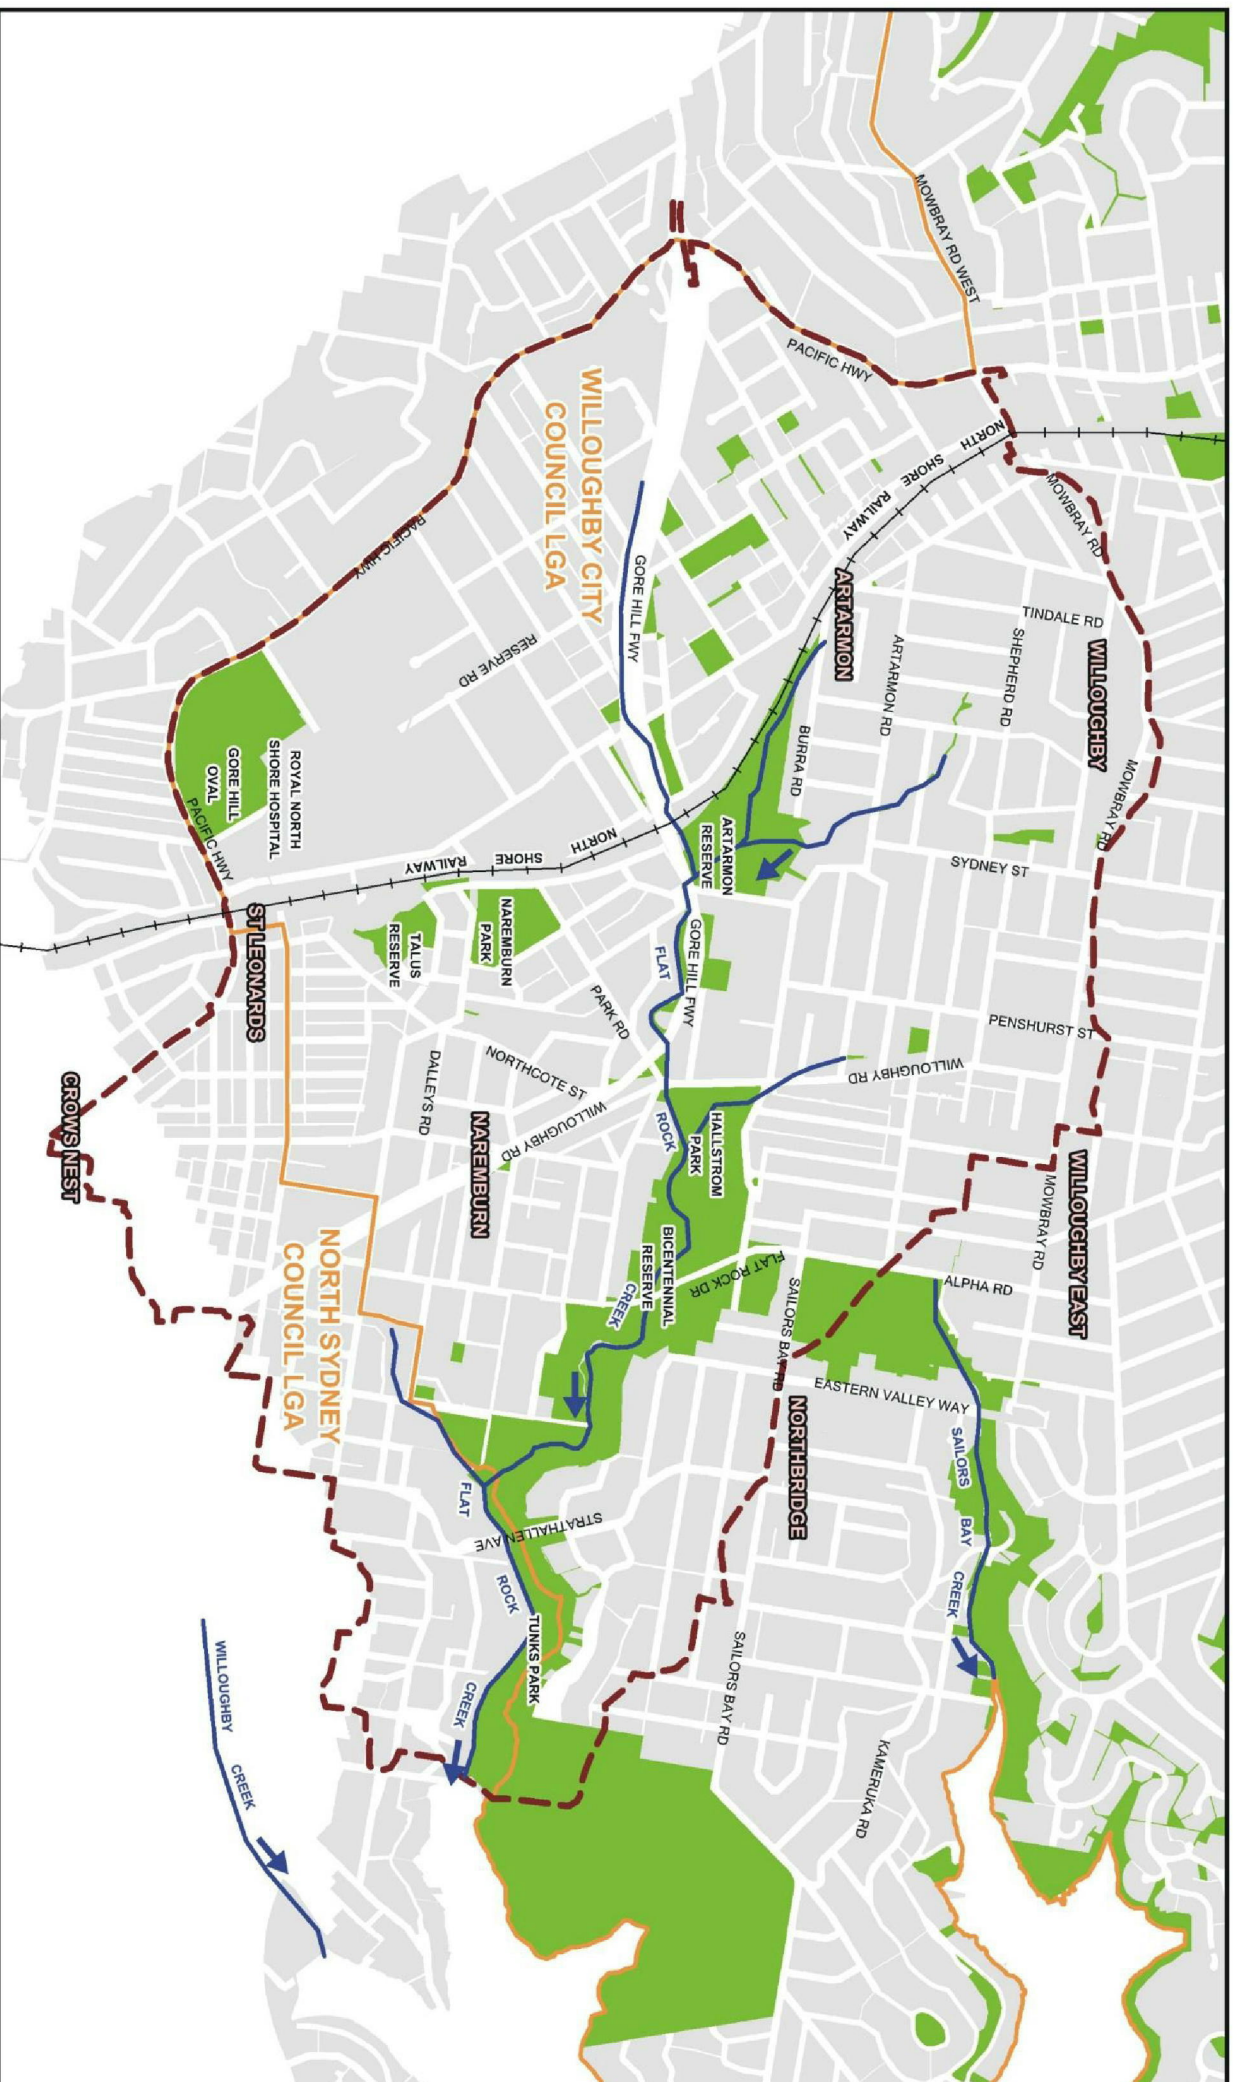 MOWBRAY RD WEST
PACIFIC HWY
NORTH SHORE RAILWAY
MOWBRAY RD
WILLOUGHBY CITY
COUNCIL LGA
PACIFIC HWY
GORE HILL FWY
RESERVE RD
ARTARMON
ARTARMON RD
SHEPHERD RD
TINDALE RD
WILLOUGHBY
MOWBRAY RD
BURRA RD
SYDNEY ST
ROYAL NORTH
SHORE HOSPITAL
GORE HILL
OVAL
PACIFIC HWY
NORTH SHORE RAILWAY
ARTARMON
RESERVE
GORE HILL FWY
FLAT
ROCK
CREEK
NAREMBURN
PARK
TALUS
RESERVE
ST LEONARDS
PARK RD
PENSHURST ST
WILLOUGHBY RD
NORTHCOTE ST
DALLEYS RD
WILLOUGHBY RD
CROWS NEST
NAREMBURN
HALLSTROM
PARK
WILLOUGHBY EAST
MOWBRAY RD
BICENTENNIAL
RESERVE
FLAT ROCK DR
SAILORS BAY RD
ALPHA RD
NORTH SYDNEY
COUNCIL LGA
EASTERN VALLEY WAY
NORTHBRIDGE
SAILORS
BAY
CREEK
FLAT
ROCK
CREEK
STRATHALLEN AVE
TUNKS PARK
SAILORS BAY RD
KAMERUKA RD
WILLOUGHBY
CREEK